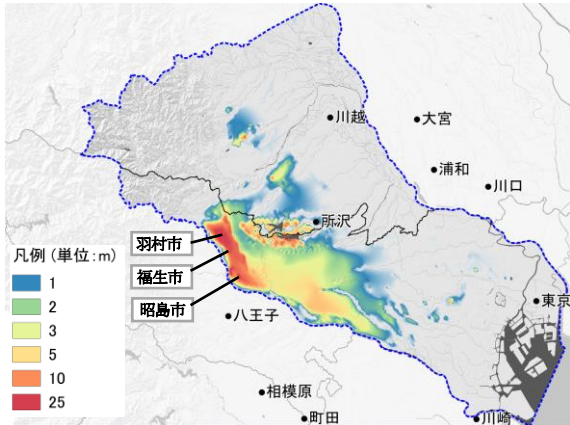 川越
大宮
浦和
川口
所沢
羽村市
福生市
昭島市
凡例(単位:m)
1
2
3
5
10
25
八王子
東京
相模原
町田
川崎